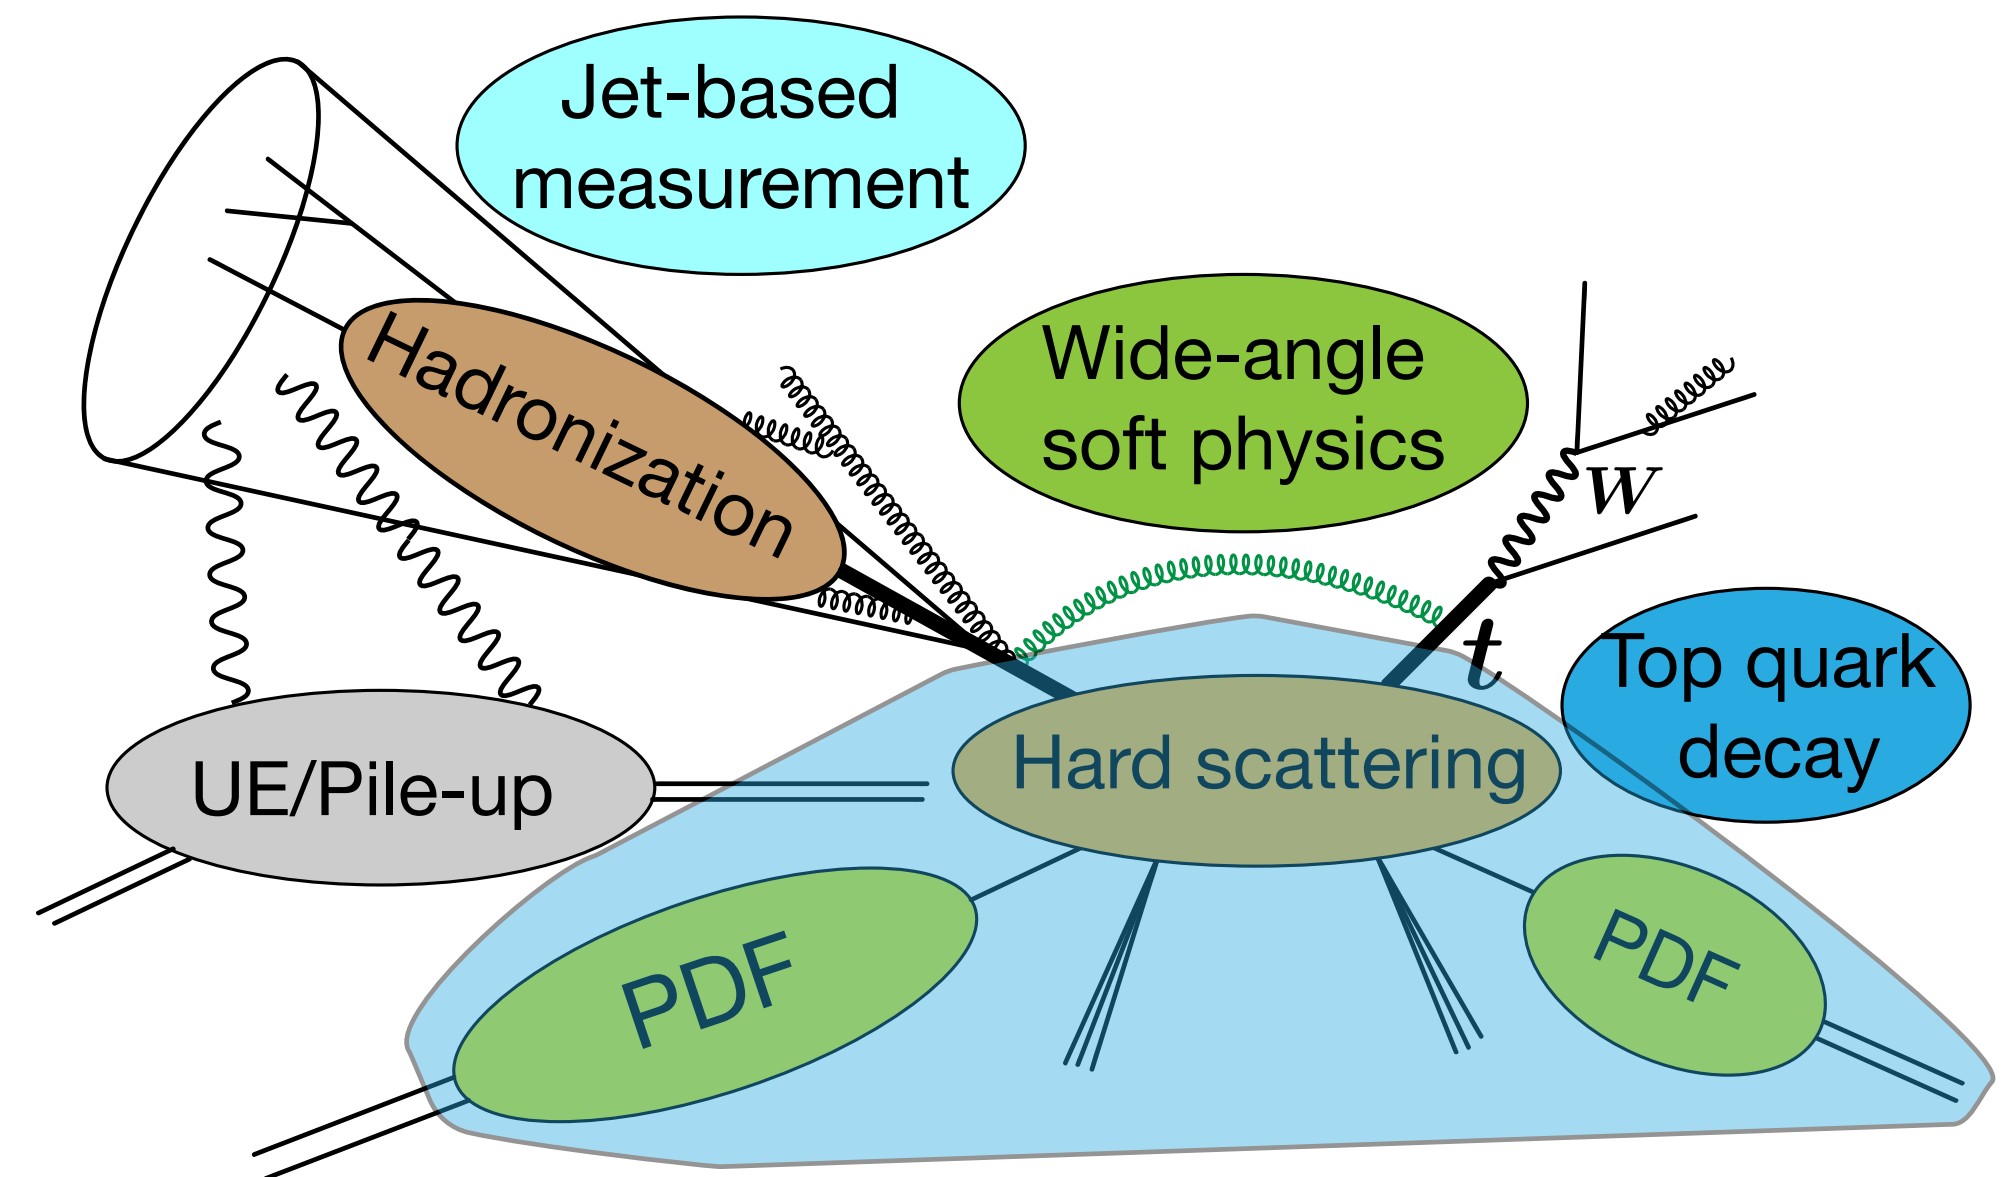 Jet-based
measurement
Hadronization
Wide-angle
soft physics
W
t
Top quark
decay
UE/Pile-up
Hard scattering
PDF
PDF